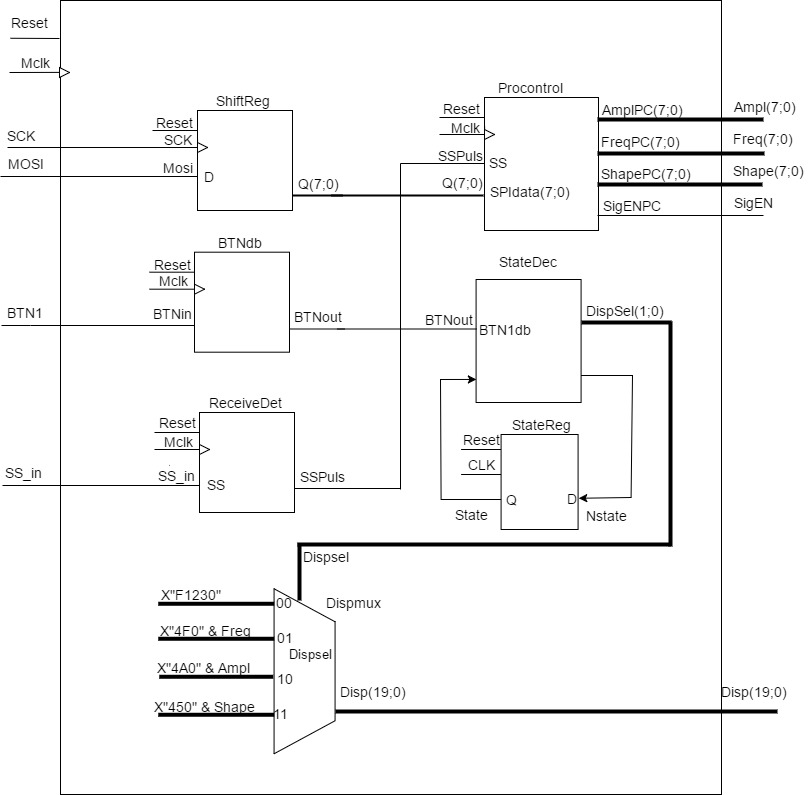 Reset
Mclk
SCK
MOSI
BTN1
SS_in
ShiftReg
Reset
SCK
Mosi
D
Q(7;0)
Procontrol
Reset
Mclk
SSPuls
SS
Q(7;0)
SPIdata(7;0)
AmplPC(7;0)
FreqPC(7;0)
ShapePC(7;0)
SigENPC
Ampl(7;0)
Freq(7;0)
Shape(7;0)
SigEN
BTNdb
Reset
Mclk
BTNin
BTNout
StateDec
BTNout
BTN1db
DispSel(1;0)
ReceiveDet
Reset
Mclk
SS_in
SS
SSPuls
StateReg
Reset
CLK
Q
D
State
Nstate
Dispsel
X"F1230"
00
Dispmux
X"4F0" & Freq
01
Dispsel
X"4A0" & Ampl
10
X"450" & Shape
11
Disp(19;0)
Disp(19;0)